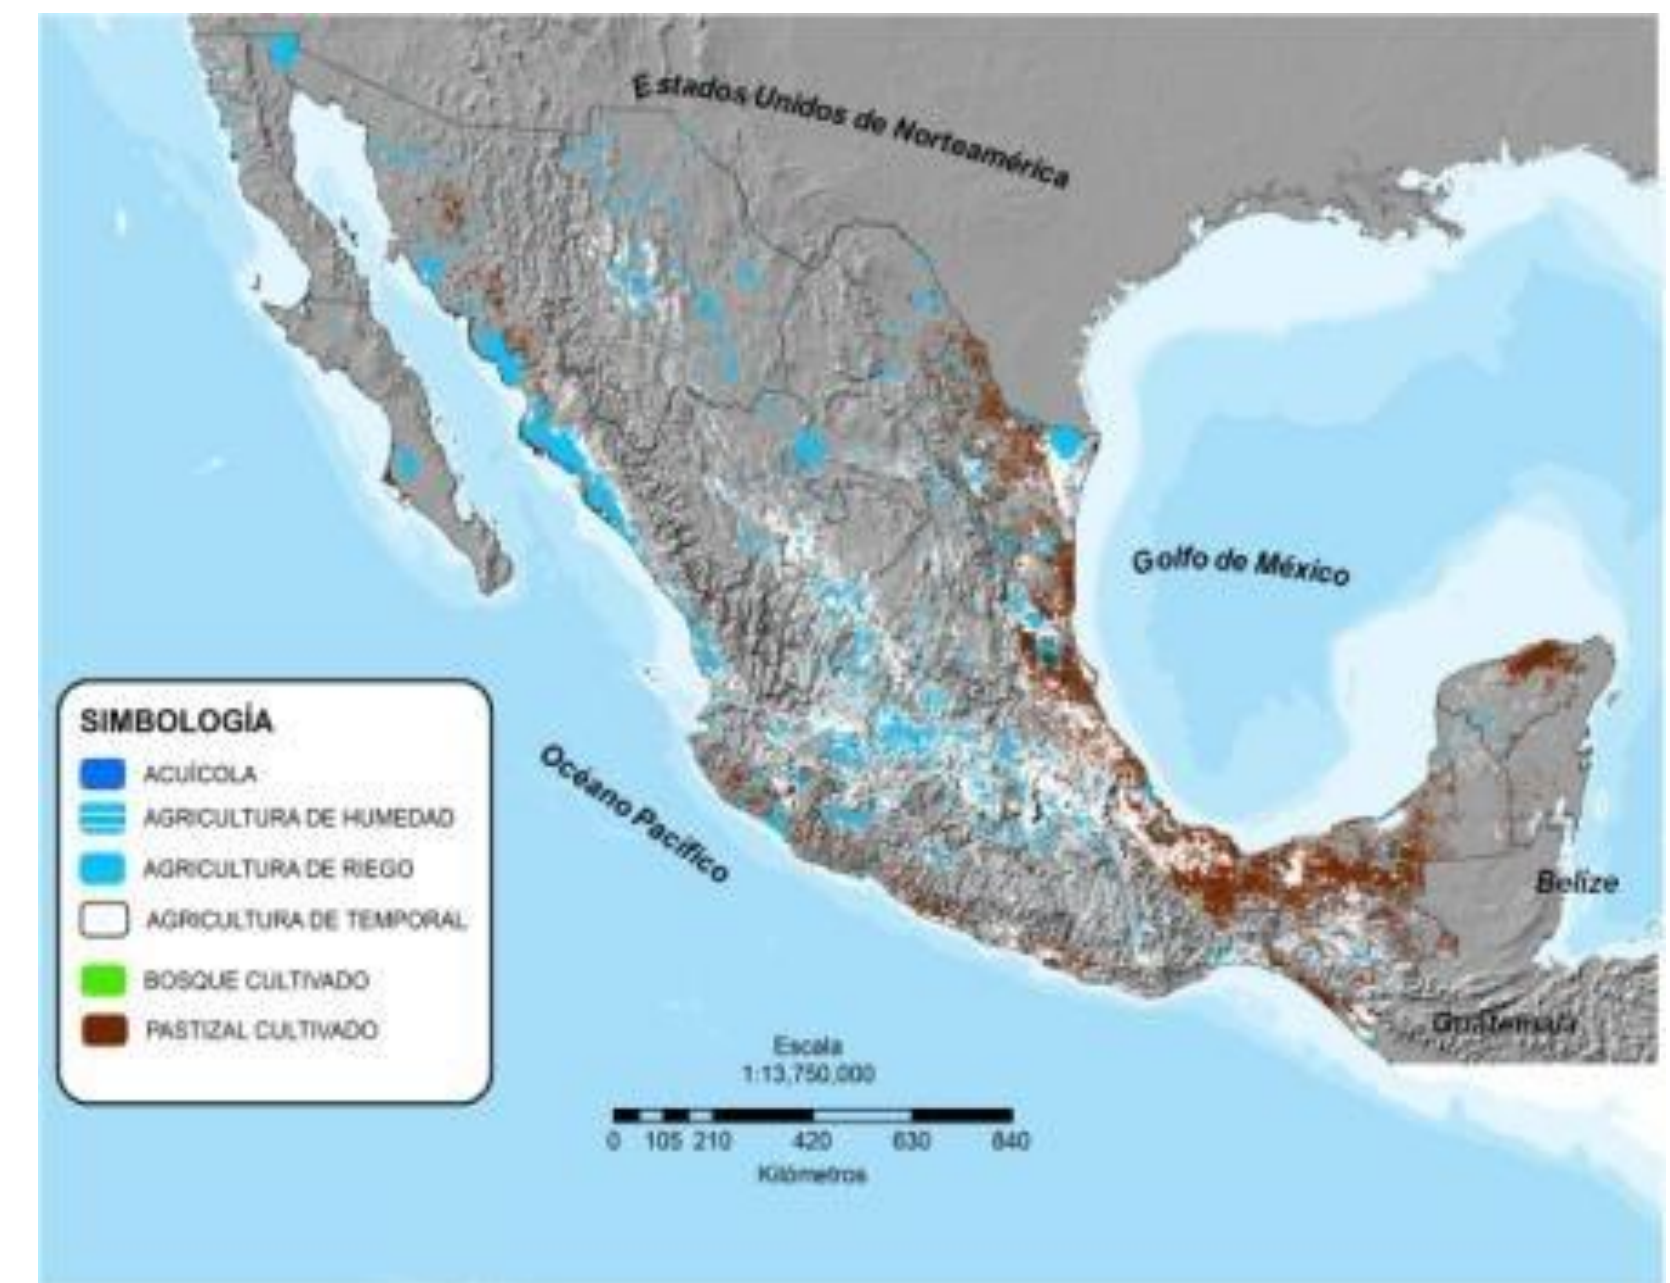 Estados Unidos de Norteamérica
Golfo de México
SIMBOLOGÍA
ACUÍCOLA
AGRICULTURA DE HUMEDAD
AGRICULTURA DE RIEGO
AGRICULTURA DE TEMPORAL
BOSQUE CULTIVADO
PASTIZAL CULTIVADO
Océano Pacífico
Belize
Guatemala
Escala
1:13,750,000
0 105 210 420 630 840
Kilómetros